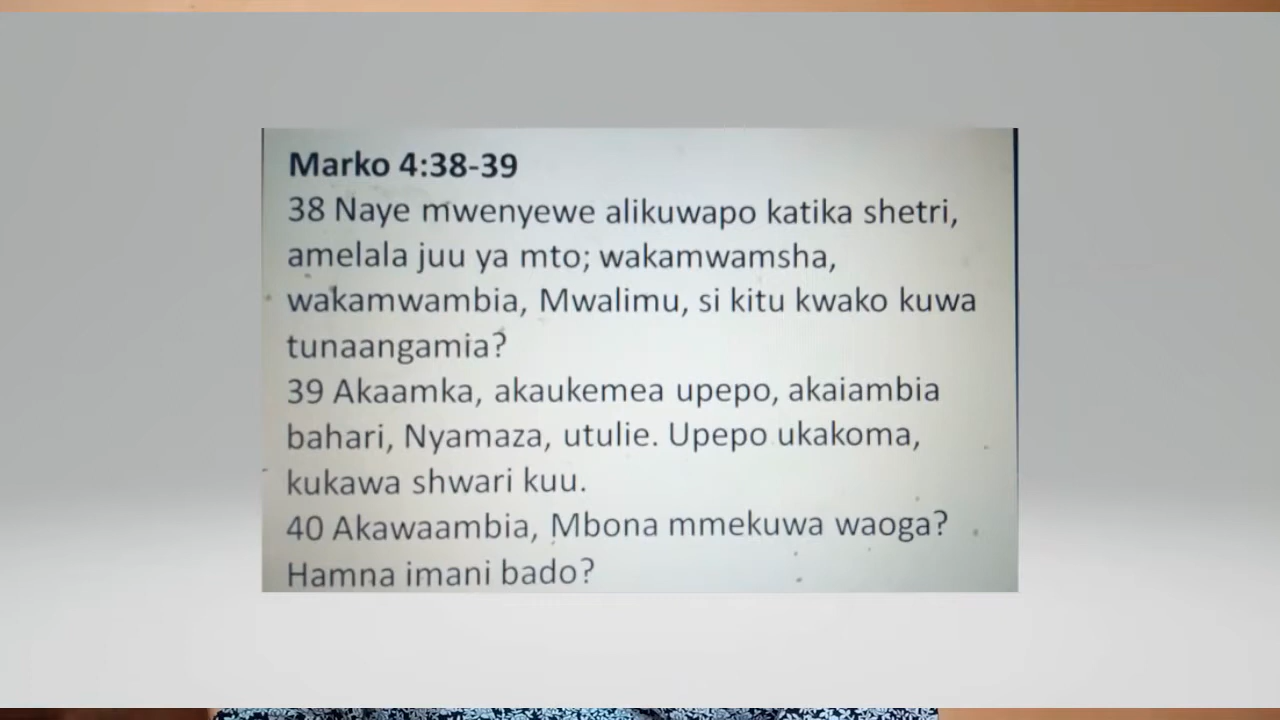 Marko 4:38-39
38 Naye mwenyewe alikuwapo katika shetri,
amelala juu ya mto; wakamwamsha,
wakamwambia, Mwalimu, si kitu kwako kuwa
tunaangamia?
39 Akaamka, akaukemea upepo, akaiambia
bahari, Nyamaza, utulie. Upepo ukakoma,
kukawa shwari kuu.
40 Akawaambia, Mbona mmekuwa waoga?
Hamna imani bado?